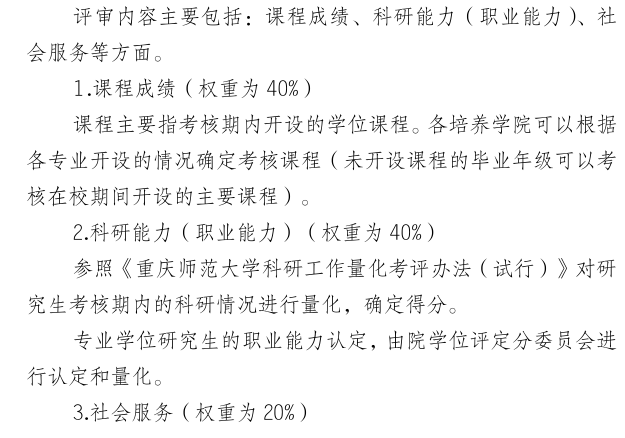 评审内容主要包括：课程成绩、科研能力（职业能力）、社
会服务等方面。
1.课程成绩（权重为 40%）
课程主要指考核期内开设的学位课程。各培养学院可以根据
各专业开设的情况确定考核课程（未开设课程的毕业年级可以考
核在校期间开设的主要课程）。
2.科研能力（职业能力）（权重为 40%）
参照《重庆师范大学科研工作量化考评办法（试行）》对研
究生考核期内的科研情况进行量化，确定得分。
专业学位研究生的职业能力认定，由院学位评定分委员会进
行认定和量化。
3.社会服务（权重为 20%）